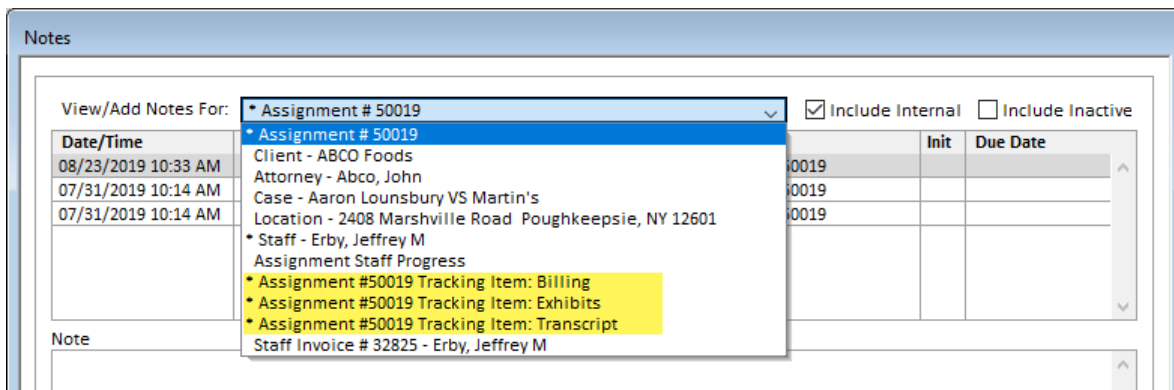 Notes
View/Add Notes For: * Assignment # 50019 Include Internal Include Inactive
Date/Time Init Due Date
* Assignment # 50019
08/23/2019 10:33 AM 50019
Client - ABCO Foods
Attorney - Abco, John
07/31/2019 10:14 AM 50019
Case - Aaron Lounsbury VS Martin's
07/31/2019 10:14 AM 50019
Location - 2408 Marshville Road Poughkeepsie, NY 12601
* Staff - Erby, Jeffrey M
Assignment Staff Progress
* Assignment #50019 Tracking Item: Billing
* Assignment #50019 Tracking Item: Exhibits
* Assignment #50019 Tracking Item: Transcript
Note
Staff Invoice # 32825 - Erby, Jeffrey M